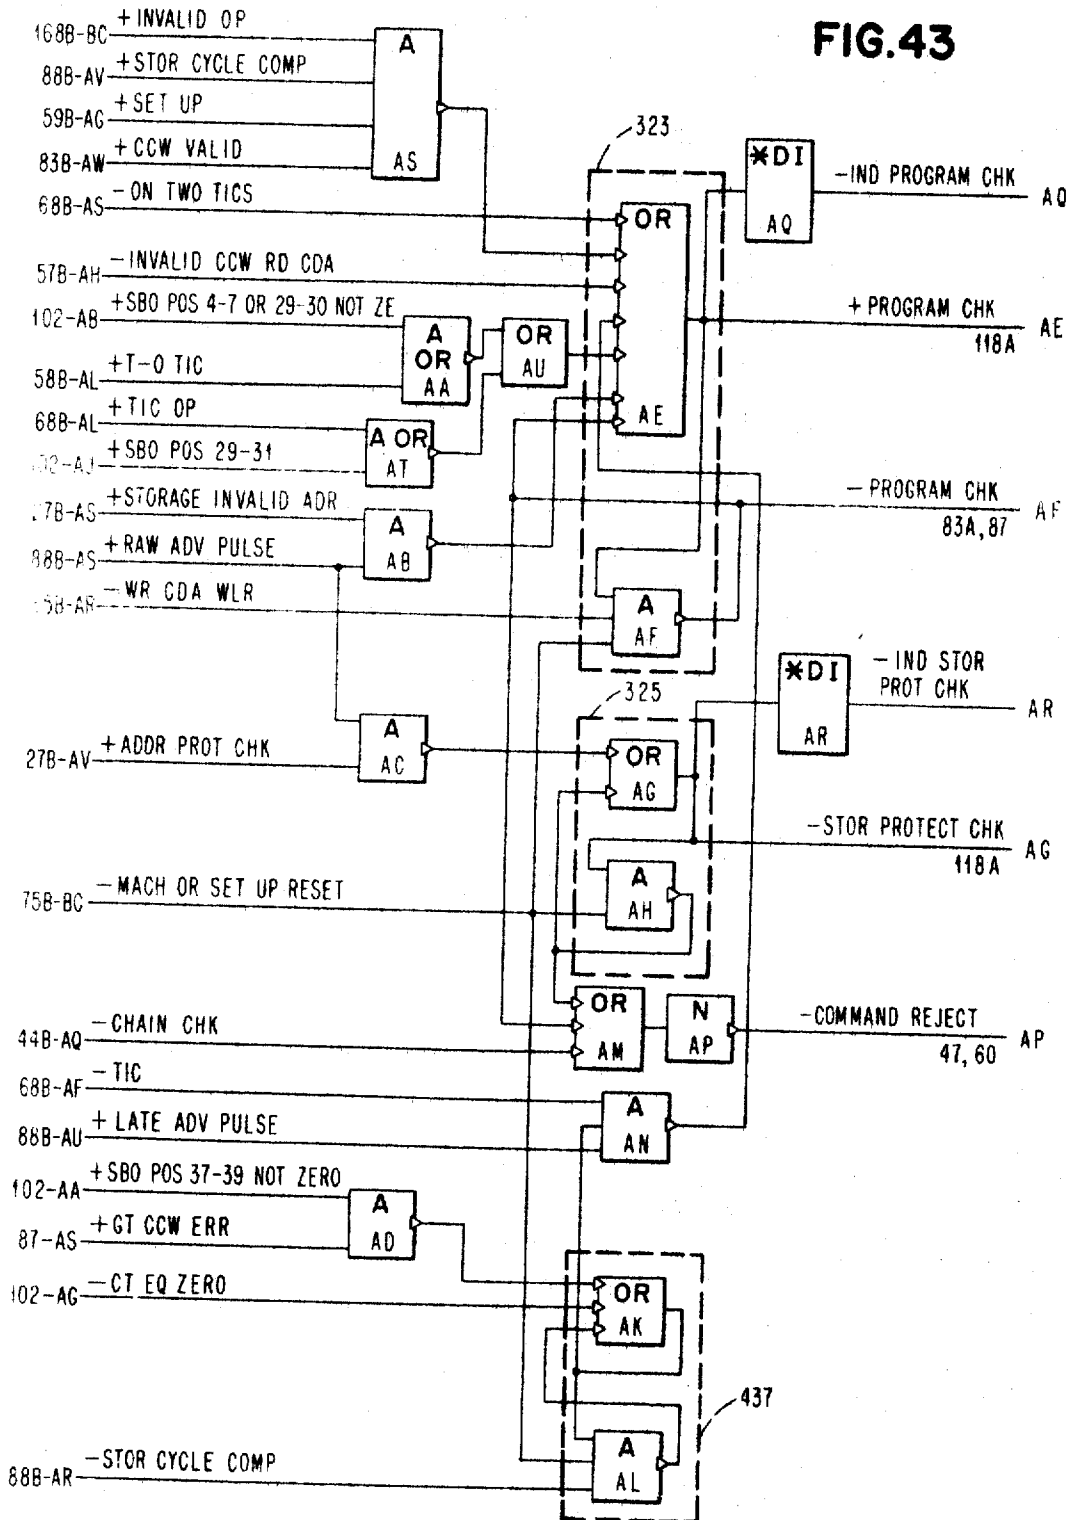 FIG.43
168B-BC +INVALID OP
88B-AV +STOR CYCLE COMP
59B-AG +SET UP
83B-AW +CCW VALID
A
AS
68B-AS -ON TWO TICS
57B-AH -INVALID CCW RD CDA
102-AB +SBO POS 4-7 OR 29-30 NOT ZE
58B-AL +T-O TIC
A
OR
AA
OR
AU
68B-AL +TIC OP
+SBO POS 29-31
A OR
AT
+STORAGE INVALID ADR
88B-AS +RAW ADV PULSE
A
AB
-WR CDA WLR
323
OR
AE
A
AF
*DI
AQ
-IND PROGRAM CHK AQ
+ PROGRAM CHK AE
118A
- PROGRAM CHK AF
83A, 87
27B-AV +ADDR PROT CHK
A
AC
325
OR
AG
A
AH
*DI
AR
-IND STOR
PROT CHK AR
-STOR PROTECT CHK AG
118A
75B-BC -MACH OR SET UP RESET
44B-AQ -CHAIN CHK
OR
AM
N
AP
-COMMAND REJECT AP
47, 60
68B-AF -TIC
88B-AU +LATE ADV PULSE
A
AN
102-AA +SBO POS 37-39 NOT ZERO
87-AS +GT CCW ERR
A
AD
102-AG -CT EQ ZERO
OR
AK
437
88B-AR -STOR CYCLE COMP
A
AL